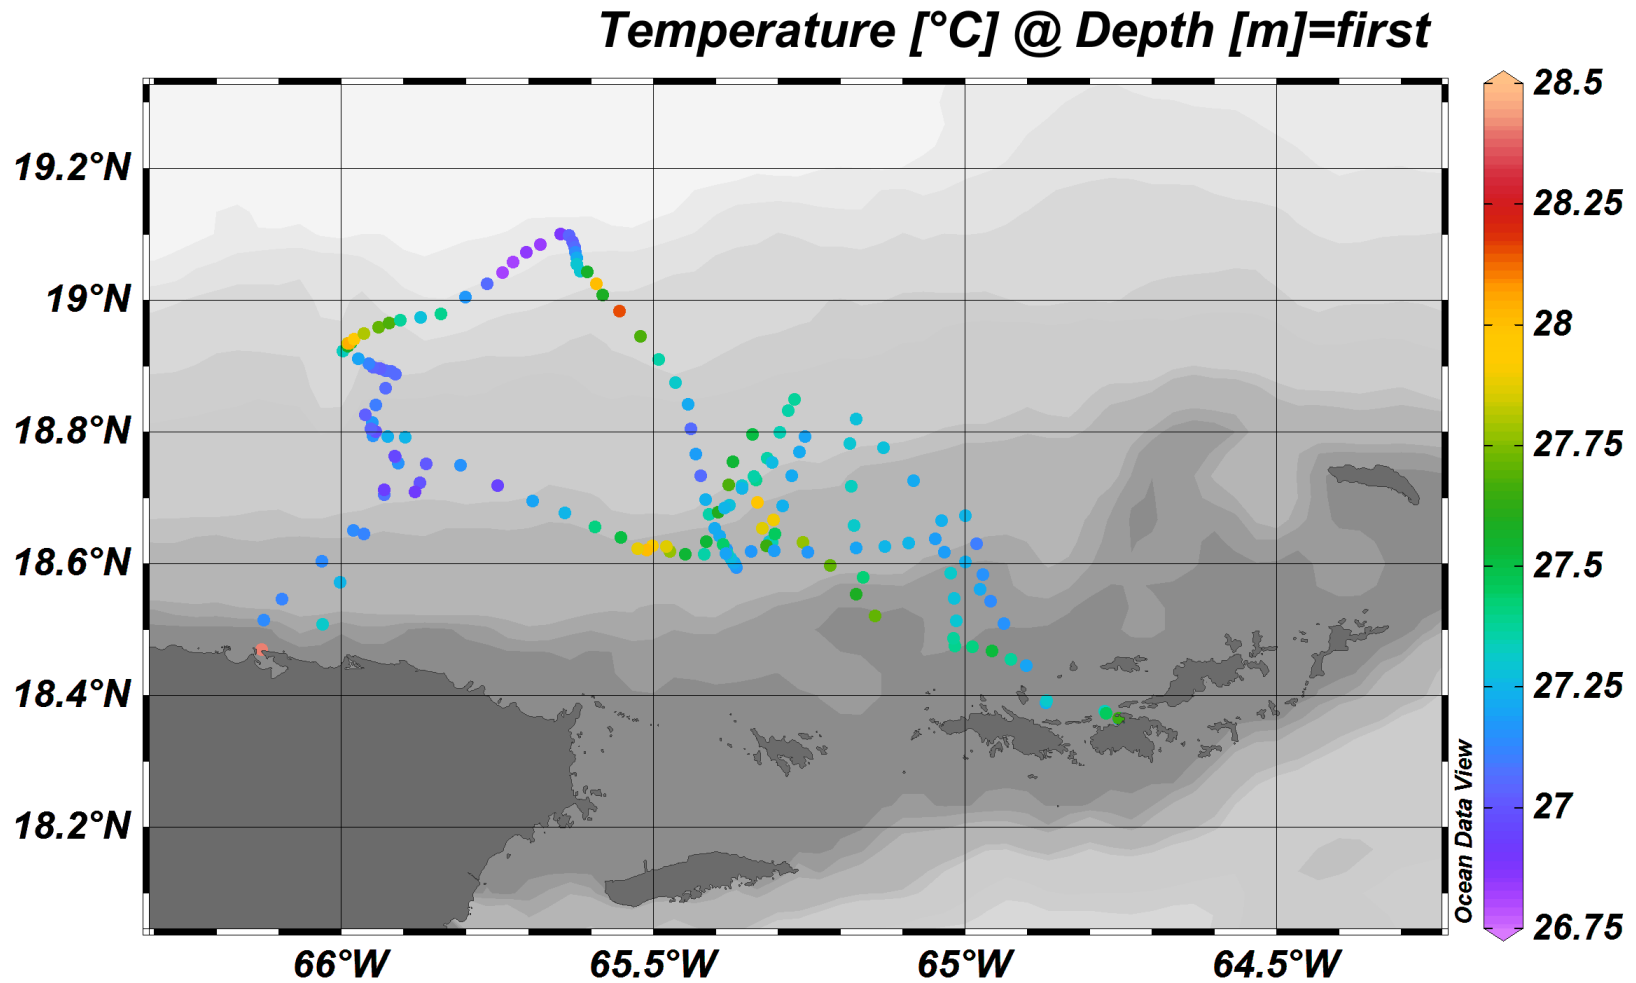 Temperature [°C] @ Depth [m]=first
19.2°N
19°N
18.8°N
18.6°N
18.4°N
18.2°N
66°W
65.5°W
65°W
64.5°W
28.5
28.25
28
27.75
27.5
27.25
27
26.75
Ocean Data View